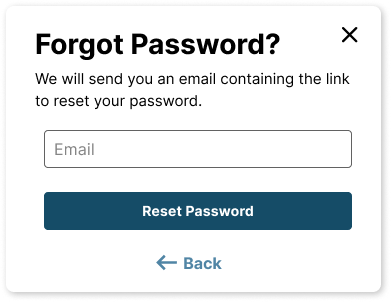 Forgot Password?
We will send you an email containing the link
to reset your password.
Email
Reset Password
Back